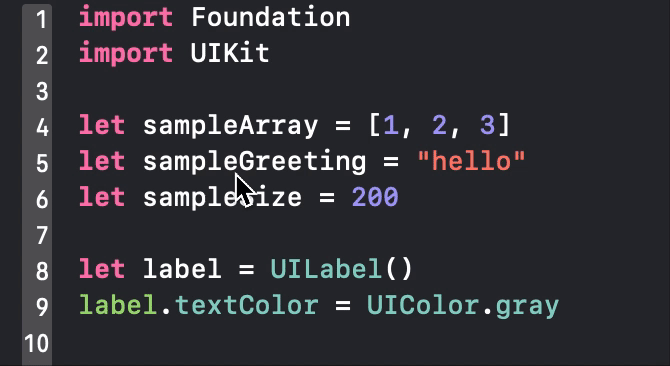 1 import Foundation
2 import UIKit
3
4 let sampleArray = [1, 2, 3]
5 let sampleGreeting = "hello"
6 let sampleSize = 200
7
8 let label = UILabel()
9 label.textColor = UIColor.gray
10